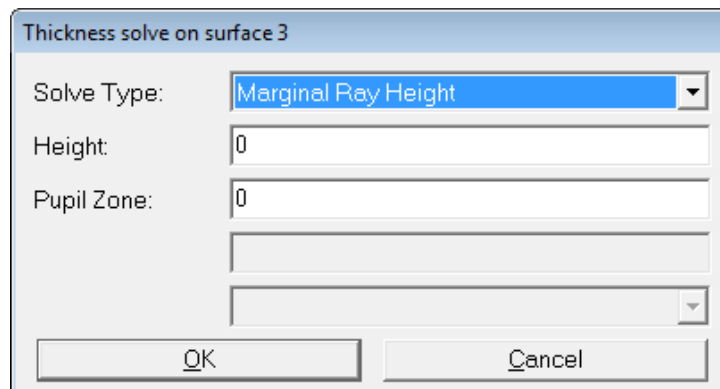 Thickness solve on surface 3
Solve Type: Marginal Ray Height
Height: 0
Pupil Zone: 0
OK Cancel